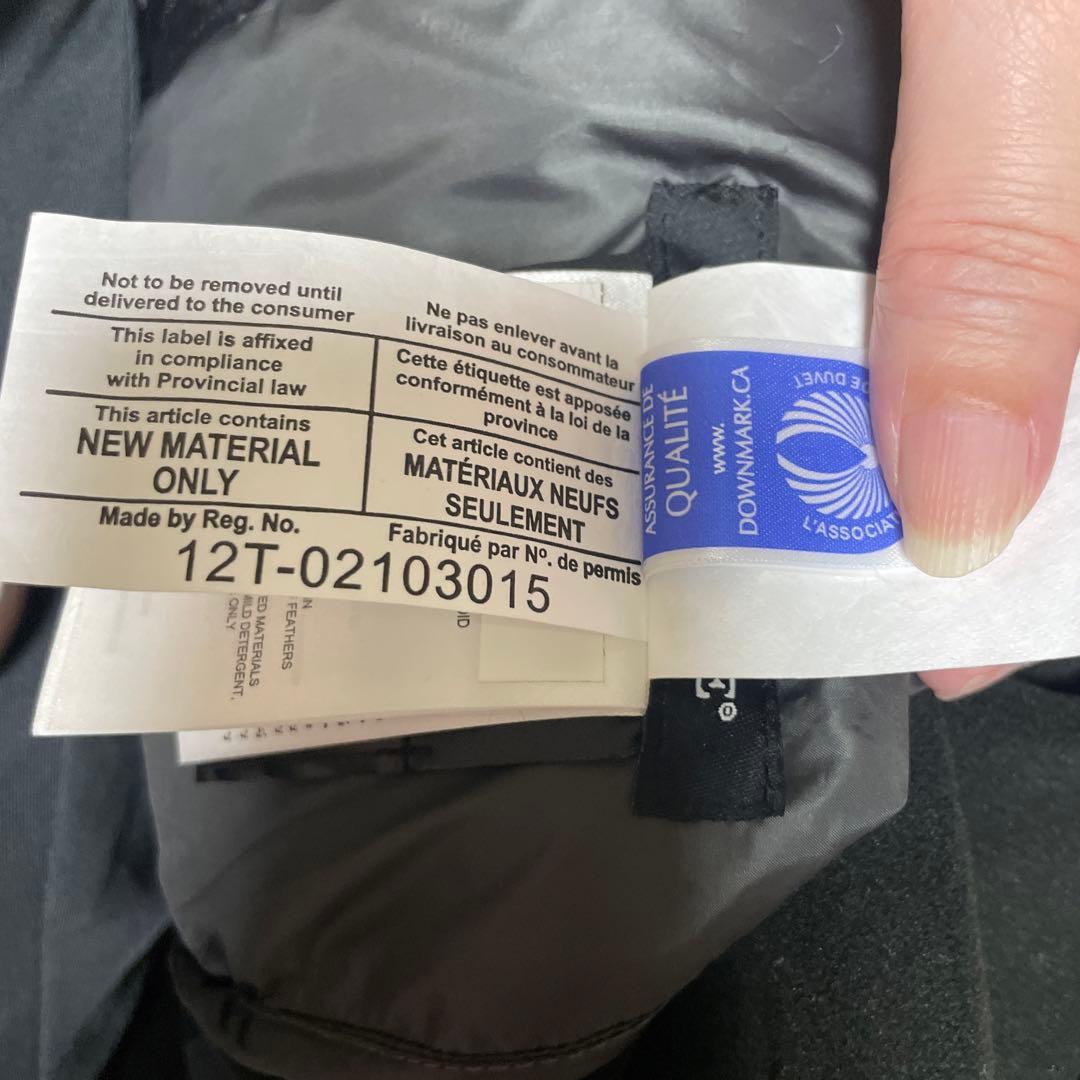 Not to be removed until
delivered to the consumer
This label is affixed
in compliance
with Provincial law
This article contains
NEW MATERIAL
ONLY
Made by Reg. No.
Ne pas enlever avant la
livraison au consommateur
Cette étiquette est apposée
conformément à la loi de la
province
Cet article contient des
MATÉRIAUX NEUFS
SEULEMENT
Fabriqué par Nº. de permis
12T-02103015
ASSURANCE DE
QUALITÉ
www.
DOWNMARK.CA
DUVET
FEATHERS
MATERIALS
MILD DETERGENT,
ONLY